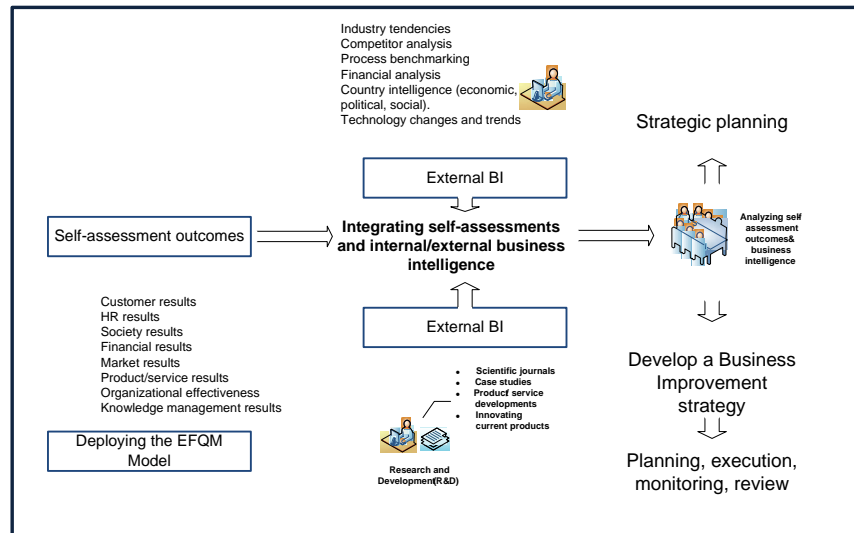 Industry tendencies
Competitor analysis
Process benchmarking
Financial analysis
Country intelligence (economic,
political, social).
Technology changes and trends
Strategic planning
External BI
Self-assessment outcomes
Integrating self-assessments
and internal/external business
intelligence
Analyzing self
assessment
outcomes&
business
intelligence
Customer results
HR results
Society results
Financial results
Market results
Product/service results
Organizational effectiveness
Knowledge management results
External BI
• Scientific journals
• Case studies
• Product/ service
developments
• Innovating
current products
Develop a Business
Improvement
strategy
Deploying the EFQM
Model
Research and
Development(R&D)
Planning, execution,
monitoring, review